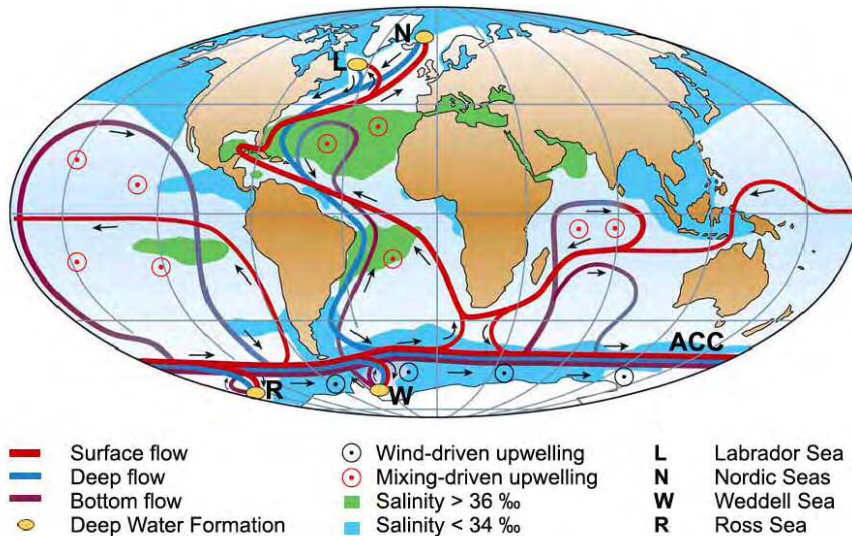 N
L
ACC
R
W
Surface flow
Deep flow
Bottom flow
Deep Water Formation
Wind-driven upwelling
Mixing-driven upwelling
Salinity > 36 ‰
Salinity < 34 ‰
L Labrador Sea
N Nordic Seas
W Weddell Sea
R Ross Sea